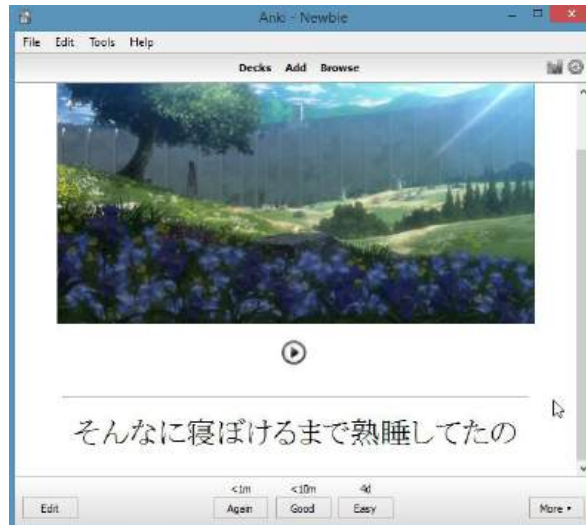 Anki - Newbie
File Edit Tools Help
Decks Add Browse
そんなに寝ぼけるまで熟睡してたの
<1m <10m 4d
Edit Again Good Easy More